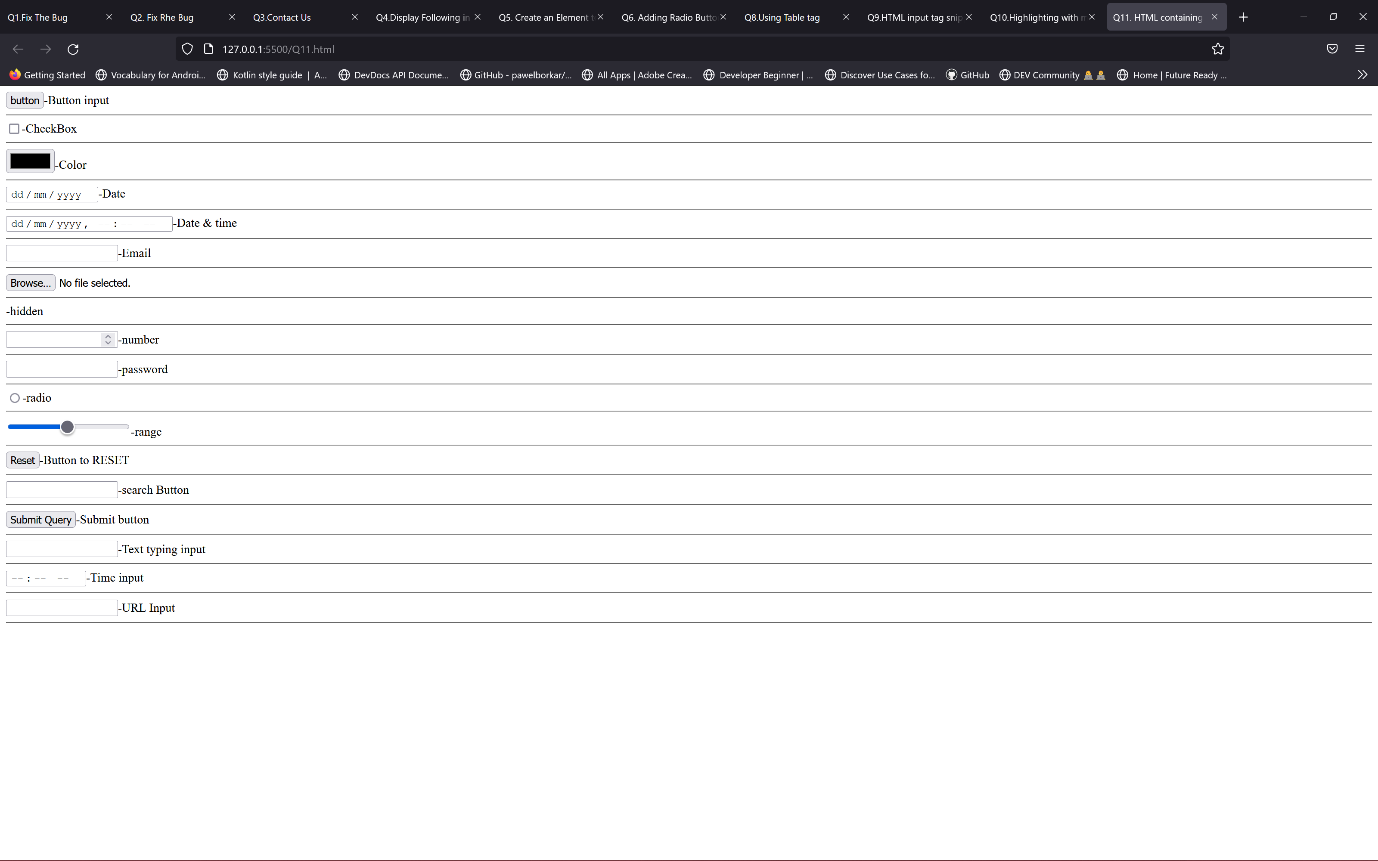 Q1.Fix The Bug Q2. Fix Rhe Bug Q3.Contact Us Q4.Display Following in Q5. Create an Element t Q6. Adding Radio Butto Q8.Using Table tag Q9.HTML input tag snip Q10.Highlighting with m Q11. HTML containing
127.0.0.1:5500/Q11.html
Getting Started Vocabulary for Androi... Kotlin style guide | A... DevDocs API Docume... GitHub - pawelborkar/... All Apps | Adobe Crea... Developer Beginner | ... Discover Use Cases fo... GitHub DEV Community Home | Future Ready ...
button-Button input
-CheckBox
-Color
dd/mm/yyyy -Date
dd/mm/yyyy, : -Date & time
-Email
Browse... No file selected.
-hidden
-number
-password
-radio
-range
Reset-Button to RESET
-search Button
Submit Query-Submit button
-Text typing input
--:-- -- -Time input
-URL Input